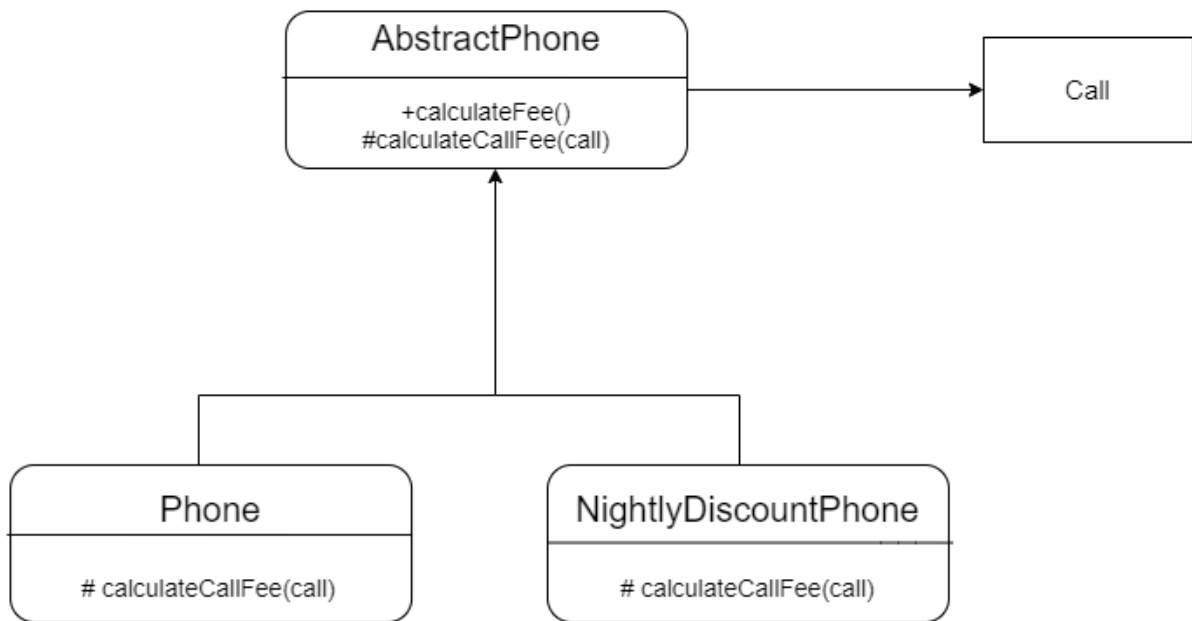 AbstractPhone
+calculateFee()
#calculateCallFee(call)
Call
Phone
# calculateCallFee(call)
NightlyDiscountPhone
# calculateCallFee(call)